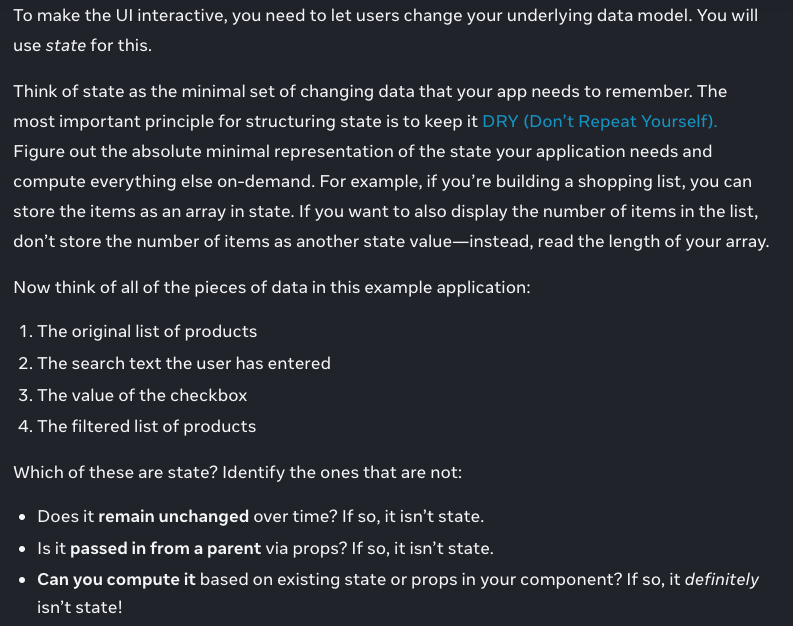 To make the UI interactive, you need to let users change your underlying data model. You will
use state for this.
Think of state as the minimal set of changing data that your app needs to remember. The
most important principle for structuring state is to keep it DRY (Don’t Repeat Yourself).
Figure out the absolute minimal representation of the state your application needs and
compute everything else on-demand. For example, if you’re building a shopping list, you can
store the items as an array in state. If you want to also display the number of items in the list,
don’t store the number of items as another state value—instead, read the length of your array.
Now think of all of the pieces of data in this example application:
1. The original list of products
2. The search text the user has entered
3. The value of the checkbox
4. The filtered list of products
Which of these are state? Identify the ones that are not:
• Does it remain unchanged over time? If so, it isn’t state.
• Is it passed in from a parent via props? If so, it isn’t state.
• Can you compute it based on existing state or props in your component? If so, it definitely
isn’t state!